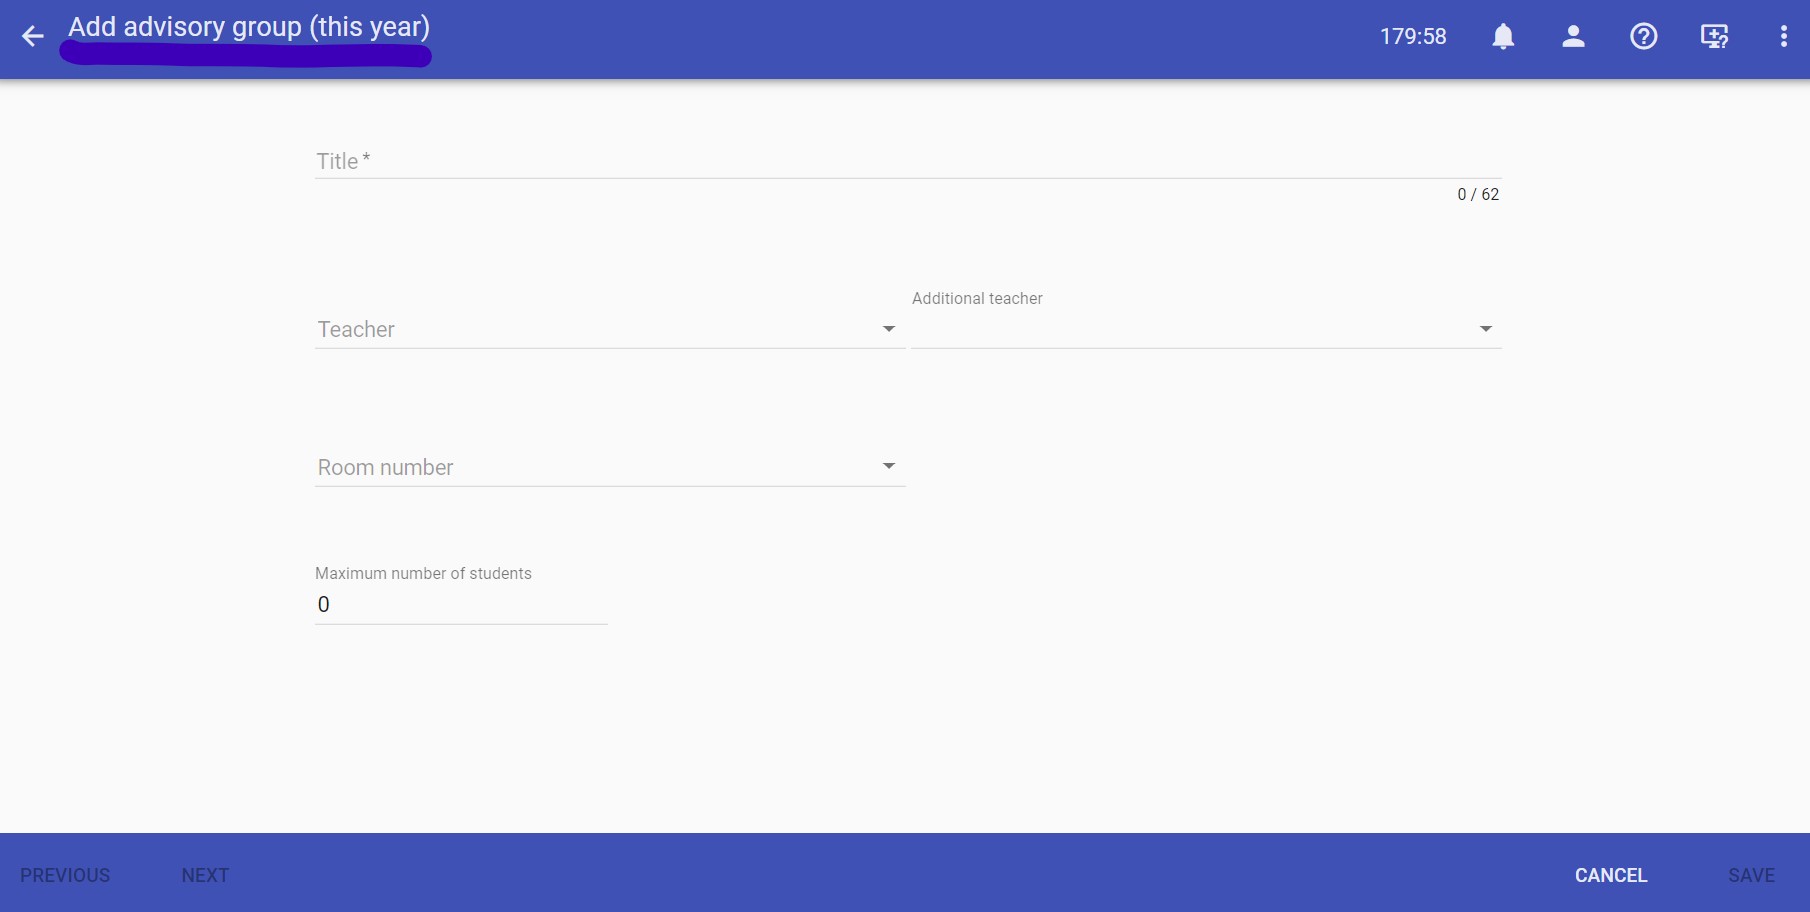 Add advisory group (this year)
179:58
Title *
0 / 62
Additional teacher
Teacher
Room number
Maximum number of students
0
PREVIOUS NEXT CANCEL SAVE